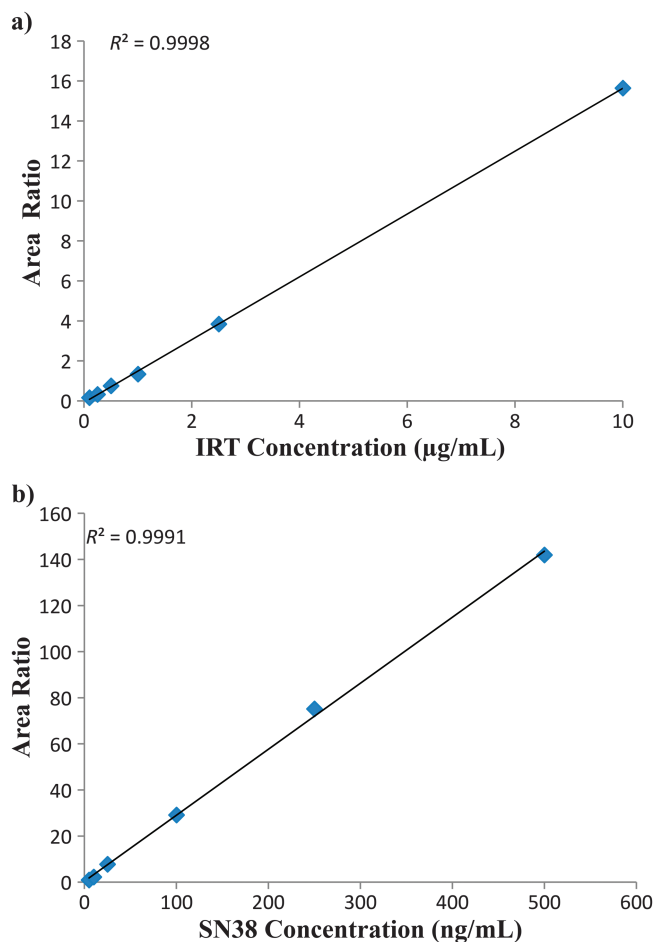 a)
R² = 0.9998
18
16
14
12
10
8
6
4
2
0
0 2 4 6 8 10
Area Ratio
IRT Concentration (µg/mL)
b)
R² = 0.9991
160
140
120
100
80
60
40
20
0
0 100 200 300 400 500 600
Area Ratio
SN38 Concentration (ng/mL)